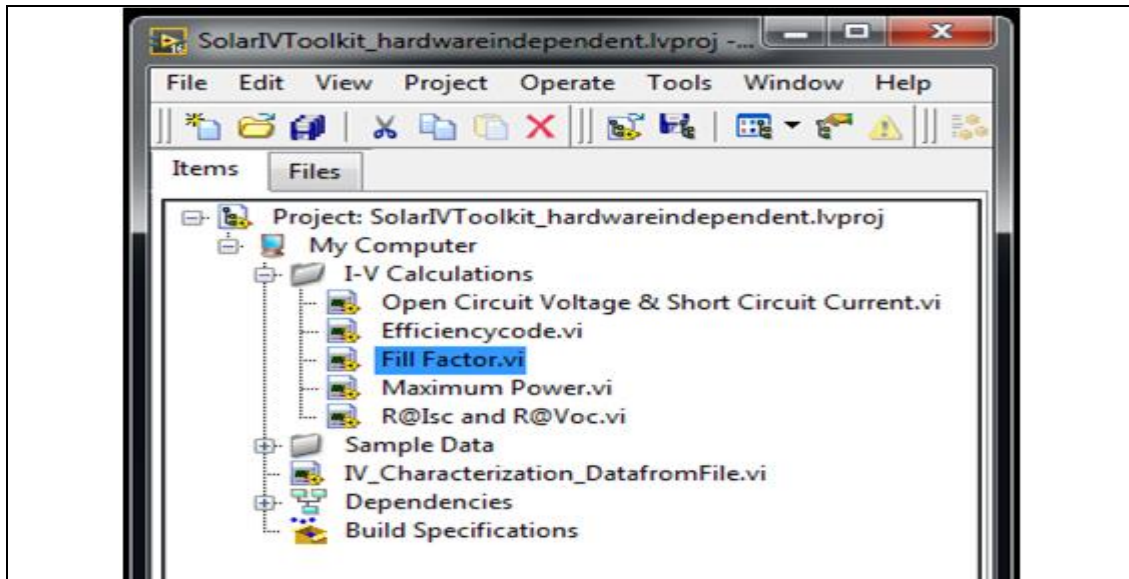 SolarIVToolkit_hardwareindependent.lvproj -...
File Edit View Project Operate Tools Window Help
Items Files
Project: SolarIVToolkit_hardwareindependent.lvproj
My Computer
I-V Calculations
Open Circuit Voltage & Short Circuit Current.vi
Efficiencycode.vi
Fill Factor.vi
Maximum Power.vi
R@Isc and R@Voc.vi
Sample Data
IV_Characterization_DatafromFile.vi
Dependencies
Build Specifications